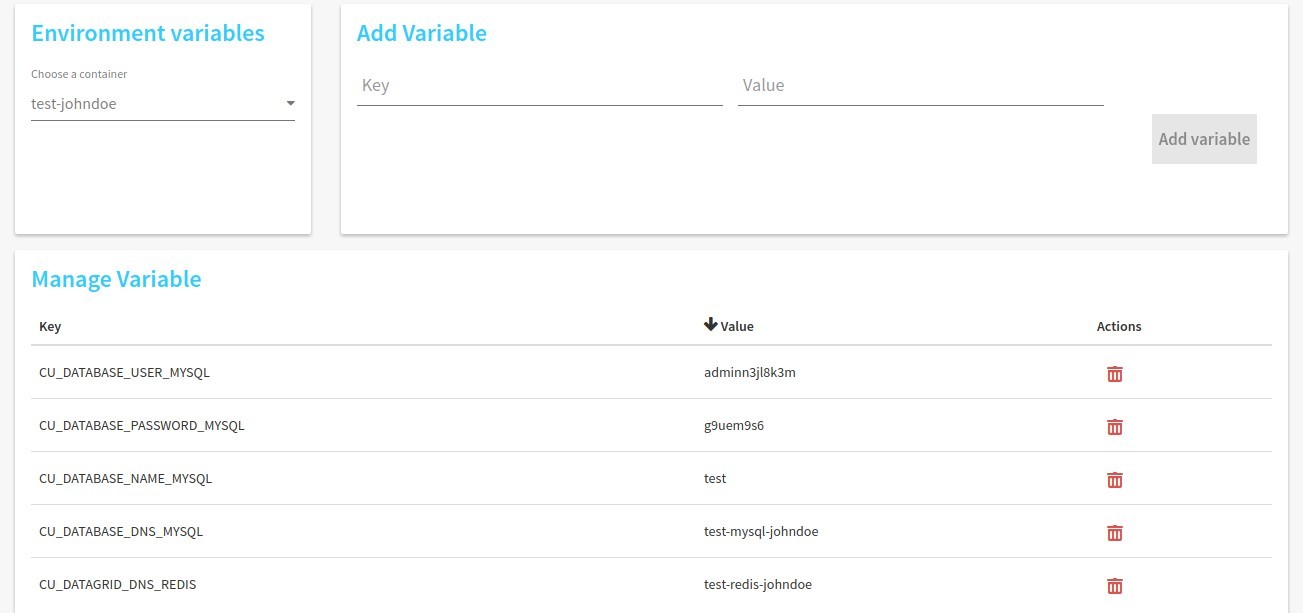 Environment variables
Choose a container
test-johndoe
Add Variable
Key Value
Add variable
Manage Variable
Key Value Actions
CU_DATABASE_USER_MYSQL adminn3jl8k3m
CU_DATABASE_PASSWORD_MYSQL g9uem9s6
CU_DATABASE_NAME_MYSQL test
CU_DATABASE_DNS_MYSQL test-mysql-johndoe
CU_DATAGRID_DNS_REDIS test-redis-johndoe